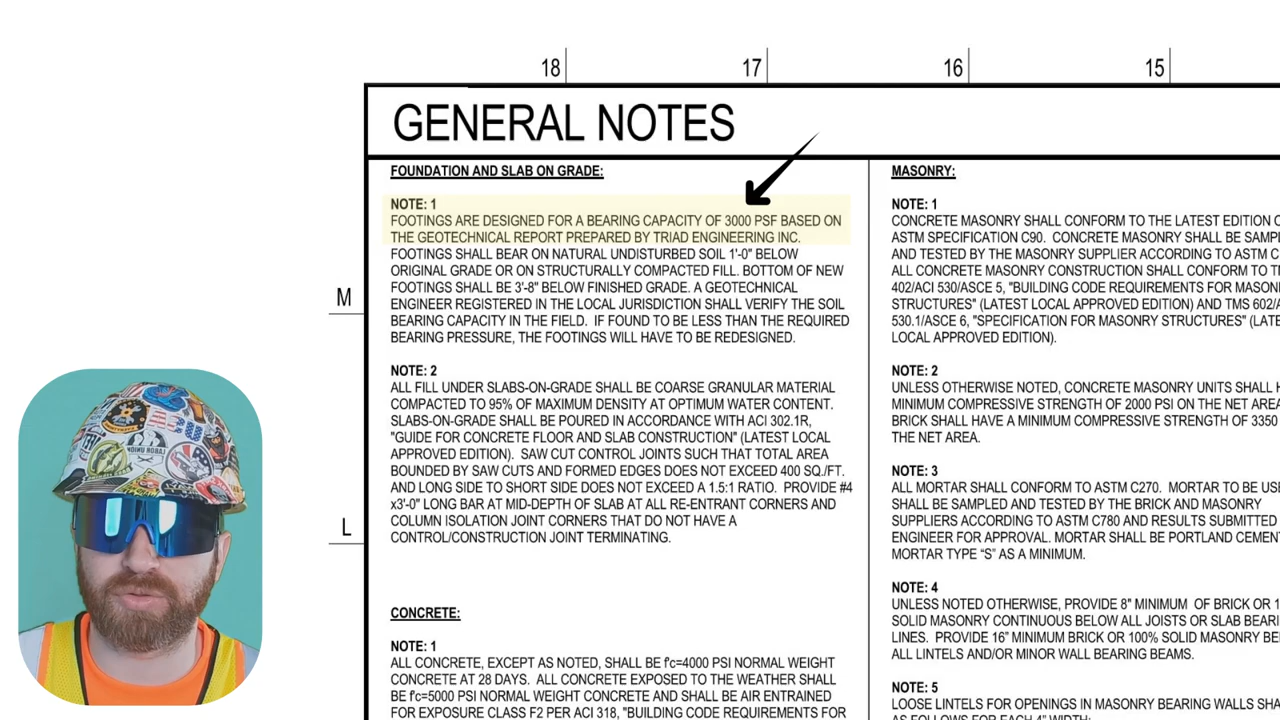 18
17
16
15
GENERAL NOTES
FOUNDATION AND SLAB ON GRADE:
NOTE: 1
FOOTINGS ARE DESIGNED FOR A BEARING CAPACITY OF 3000 PSF BASED ON
THE GEOTECHNICAL REPORT PREPARED BY TRIAD ENGINEERING INC.
FOOTINGS SHALL BEAR ON NATURAL UNDISTURBED SOIL 1'-0" BELOW
ORIGINAL GRADE OR ON STRUCTURALLY COMPACTED FILL. BOTTOM OF NEW
FOOTINGS SHALL BE 3'-8" BELOW FINISHED GRADE. A GEOTECHNICAL
ENGINEER REGISTERED IN THE LOCAL JURISDICTION SHALL VERIFY THE SOIL
BEARING CAPACITY IN THE FIELD. IF FOUND TO BE LESS THAN THE REQUIRED
BEARING PRESSURE, THE FOOTINGS WILL HAVE TO BE REDESIGNED.
NOTE: 2
ALL FILL UNDER SLABS-ON-GRADE SHALL BE COARSE GRANULAR MATERIAL
COMPACTED TO 95% OF MAXIMUM DENSITY AT OPTIMUM WATER CONTENT.
SLABS-ON-GRADE SHALL BE POURED IN ACCORDANCE WITH ACI 302.1R,
"GUIDE FOR CONCRETE FLOOR AND SLAB CONSTRUCTION" (LATEST LOCAL
APPROVED EDITION). SAW CUT CONTROL JOINTS SUCH THAT TOTAL AREA
BOUNDED BY SAW CUTS AND FORMED EDGES DOES NOT EXCEED 400 SQ./FT.
AND LONG SIDE TO SHORT SIDE DOES NOT EXCEED A 1.5:1 RATIO. PROVIDE #4
x3'-0" LONG BAR AT MID-DEPTH OF SLAB AT ALL RE-ENTRANT CORNERS AND
COLUMN ISOLATION JOINT CORNERS THAT DO NOT HAVE A
CONTROL/CONSTRUCTION JOINT TERMINATING.
CONCRETE:
NOTE: 1
ALL CONCRETE, EXCEPT AS NOTED, SHALL BE f'c=4000 PSI NORMAL WEIGHT
CONCRETE AT 28 DAYS. ALL CONCRETE EXPOSED TO THE WEATHER SHALL
BE f'c=5000 PSI NORMAL WEIGHT CONCRETE AND SHALL BE AIR ENTRAINED
FOR EXPOSURE CLASS F2 PER ACI 318, "BUILDING CODE REQUIREMENTS FOR
MASONRY:
NOTE: 1
CONCRETE MASONRY SHALL CONFORM TO THE LATEST EDITION O
ASTM SPECIFICATION C90. CONCRETE MASONRY SHALL BE SAMP
AND TESTED BY THE MASONRY SUPPLIER ACCORDING TO ASTM C
ALL CONCRETE MASONRY CONSTRUCTION SHALL CONFORM TO
402/ACI 530/ASCE 5, "BUILDING CODE REQUIREMENTS FOR MASON
STRUCTURES" (LATEST LOCAL APPROVED EDITION) AND TMS 602/
530.1/ASCE 6, "SPECIFICATION FOR MASONRY STRUCTURES" (LATE
LOCAL APPROVED EDITION).
NOTE: 2
UNLESS OTHERWISE NOTED, CONCRETE MASONRY UNITS SHALL H
MINIMUM COMPRESSIVE STRENGTH OF 2000 PSI ON THE NET AREA
BRICK SHALL HAVE A MINIMUM COMPRESSIVE STRENGTH OF 3350
THE NET AREA.
NOTE: 3
ALL MORTAR SHALL CONFORM TO ASTM C270. MORTAR TO BE USE
SHALL BE SAMPLED AND TESTED BY THE BRICK AND MASONRY
SUPPLIERS ACCORDING TO ASTM C780 AND RESULTS SUBMITTED
ENGINEER FOR APPROVAL. MORTAR SHALL BE PORTLAND CEMEN
MORTAR TYPE “S” AS A MINIMUM.
NOTE: 4
UNLESS NOTED OTHERWISE, PROVIDE 8" MINIMUM OF BRICK OR 1
SOLID MASONRY CONTINUOUS BELOW ALL JOISTS OR SLAB BEARI
LINES. PROVIDE 16” MINIMUM BRICK OR 100% SOLID MASONRY BE
ALL LINTELS AND/OR MINOR WALL BEARING BEAMS.
NOTE: 5
LOOSE LINTELS FOR OPENINGS IN MASONRY BEARING WALLS SHA
AS FOLLOWS FOR EACH 4" WIDTH:
M
L